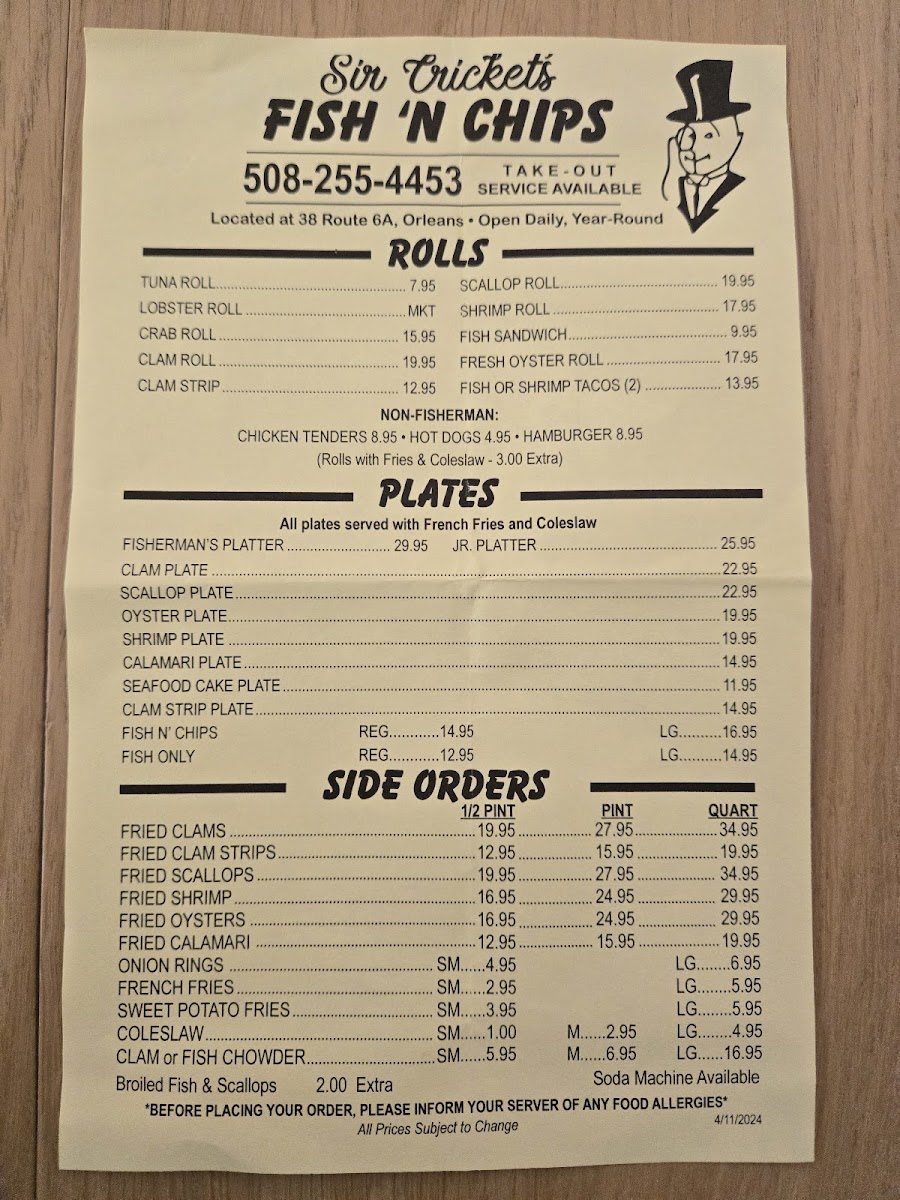 Sir Cricket's
FISH 'N CHIPS
508-255-4453 TAKE-OUT SERVICE AVAILABLE
Located at 38 Route 6A, Orleans • Open Daily, Year-Round
ROLLS
TUNA ROLL 7.95 SCALLOP ROLL 19.95
LOBSTER ROLL MKT SHRIMP ROLL 17.95
CRAB ROLL 15.95 FISH SANDWICH 9.95
CLAM ROLL 19.95 FRESH OYSTER ROLL 17.95
CLAM STRIP 12.95 FISH OR SHRIMP TACOS (2) 13.95
NON-FISHERMAN:
CHICKEN TENDERS 8.95 • HOT DOGS 4.95 • HAMBURGER 8.95
(Rolls with Fries & Coleslaw - 3.00 Extra)
PLATES
All plates served with French Fries and Coleslaw
FISHERMAN'S PLATTER 29.95 JR. PLATTER 25.95
CLAM PLATE 22.95
SCALLOP PLATE 22.95
OYSTER PLATE 19.95
SHRIMP PLATE 19.95
CALAMARI PLATE 14.95
SEAFOOD CAKE PLATE 11.95
CLAM STRIP PLATE 14.95
FISH N' CHIPS REG 14.95 LG 16.95
FISH ONLY REG 12.95 LG 14.95
SIDE ORDERS
1/2 PINT PINT QUART
FRIED CLAMS 19.95 27.95 34.95
FRIED CLAM STRIPS 12.95 15.95 19.95
FRIED SCALLOPS 19.95 27.95 34.95
FRIED SHRIMP 16.95 24.95 29.95
FRIED OYSTERS 16.95 24.95 29.95
FRIED CALAMARI 12.95 15.95 19.95
ONION RINGS SM 4.95 LG 6.95
FRENCH FRIES SM 2.95 LG 5.95
SWEET POTATO FRIES SM 3.95 LG 5.95
COLESLAW SM 1.00 M 2.95 LG 4.95
CLAM or FISH CHOWDER SM 5.95 M 6.95 LG 16.95
Broiled Fish & Scallops 2.00 Extra Soda Machine Available
*BEFORE PLACING YOUR ORDER, PLEASE INFORM YOUR SERVER OF ANY FOOD ALLERGIES*
All Prices Subject to Change 4/11/2024